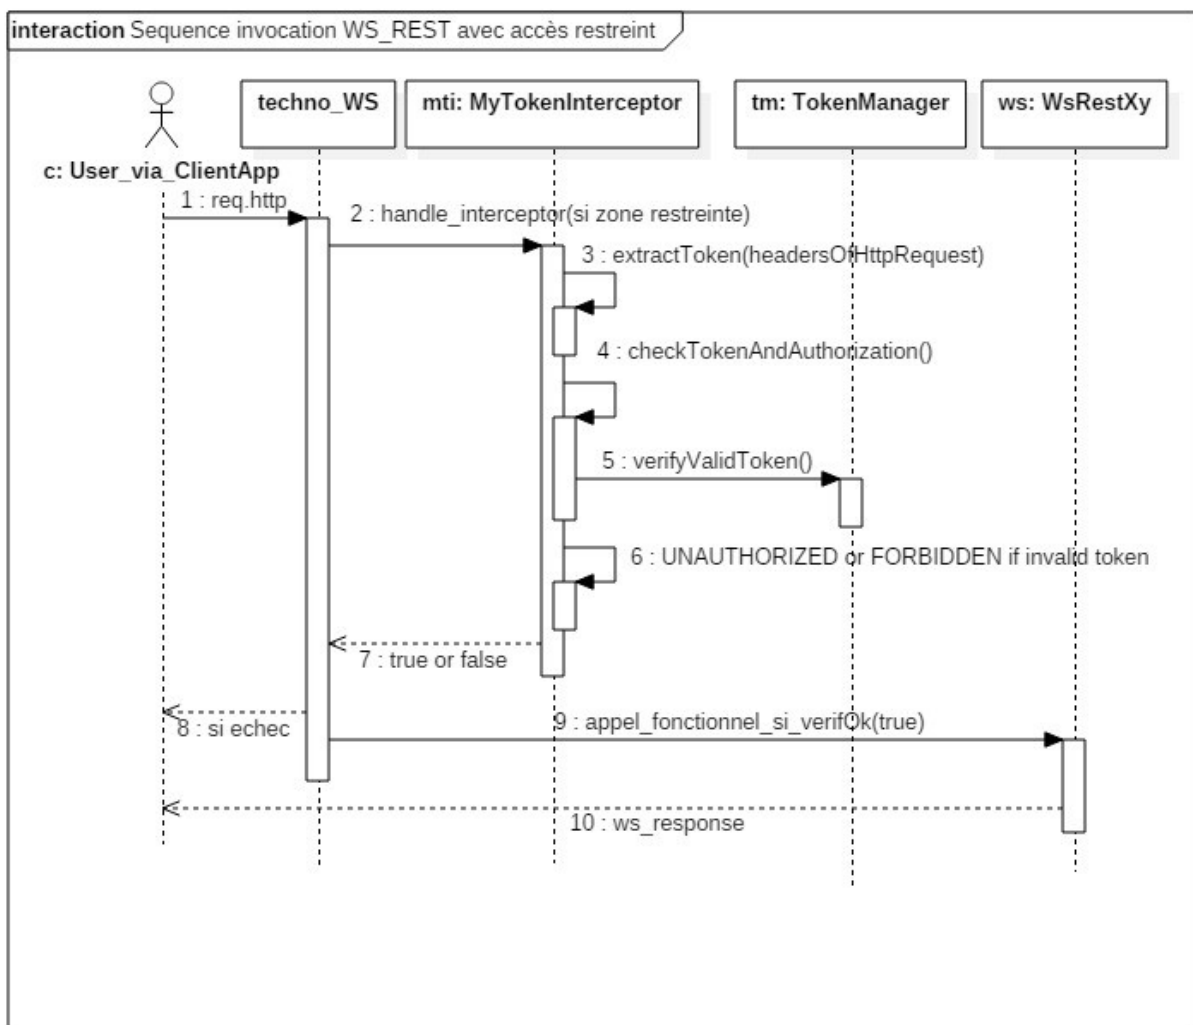 interaction Sequence invocation WS_REST avec accès restreint
techno_WS
mti: MyTokenInterceptor
tm: TokenManager
ws: WsRestXy
c: User_via_ClientApp
1 : req.http
2 : handle_interceptor(si zone restreinte)
3 : extractToken(headersOfHttpRequest)
4 : checkTokenAndAuthorization()
5 : verifyValidToken()
6 : UNAUTHORIZED or FORBIDDEN if invalid token
7 : true or false
8 : si echec
9 : appel_fonctionnel_si_verifOk(true)
10 : ws_response